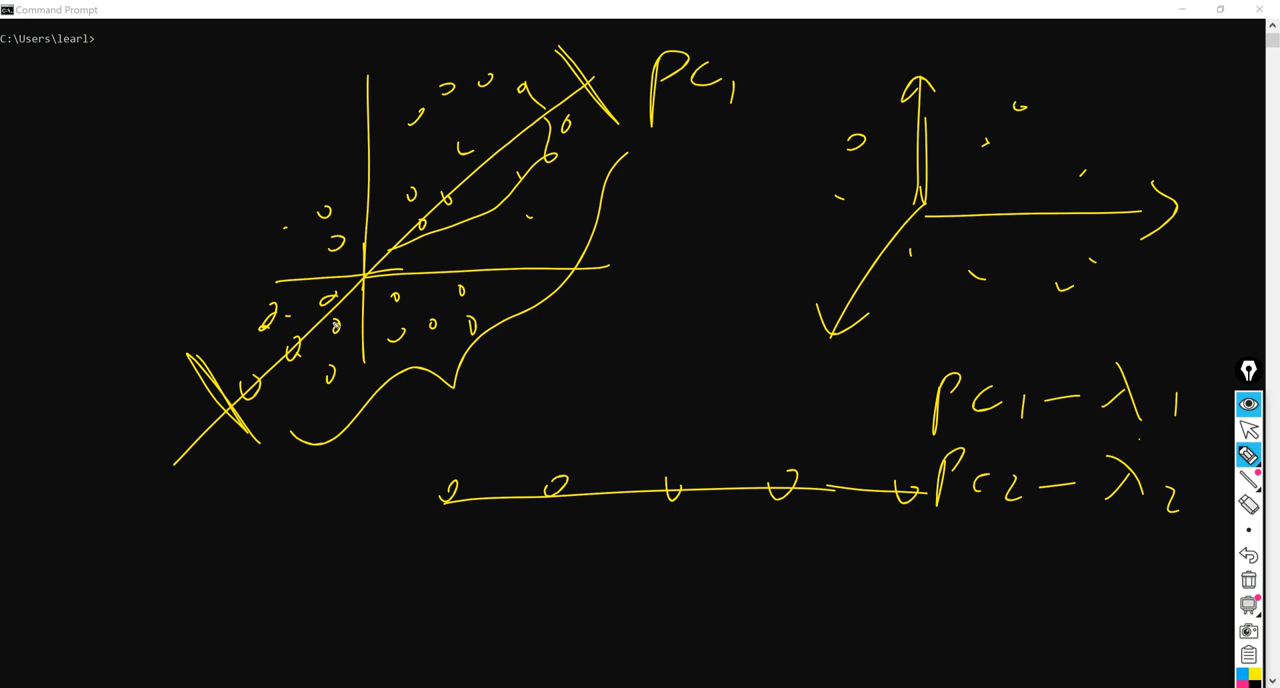 Command Prompt
C:\Users\learl>
PC1
PC1 - λ1
PC2 - λ2